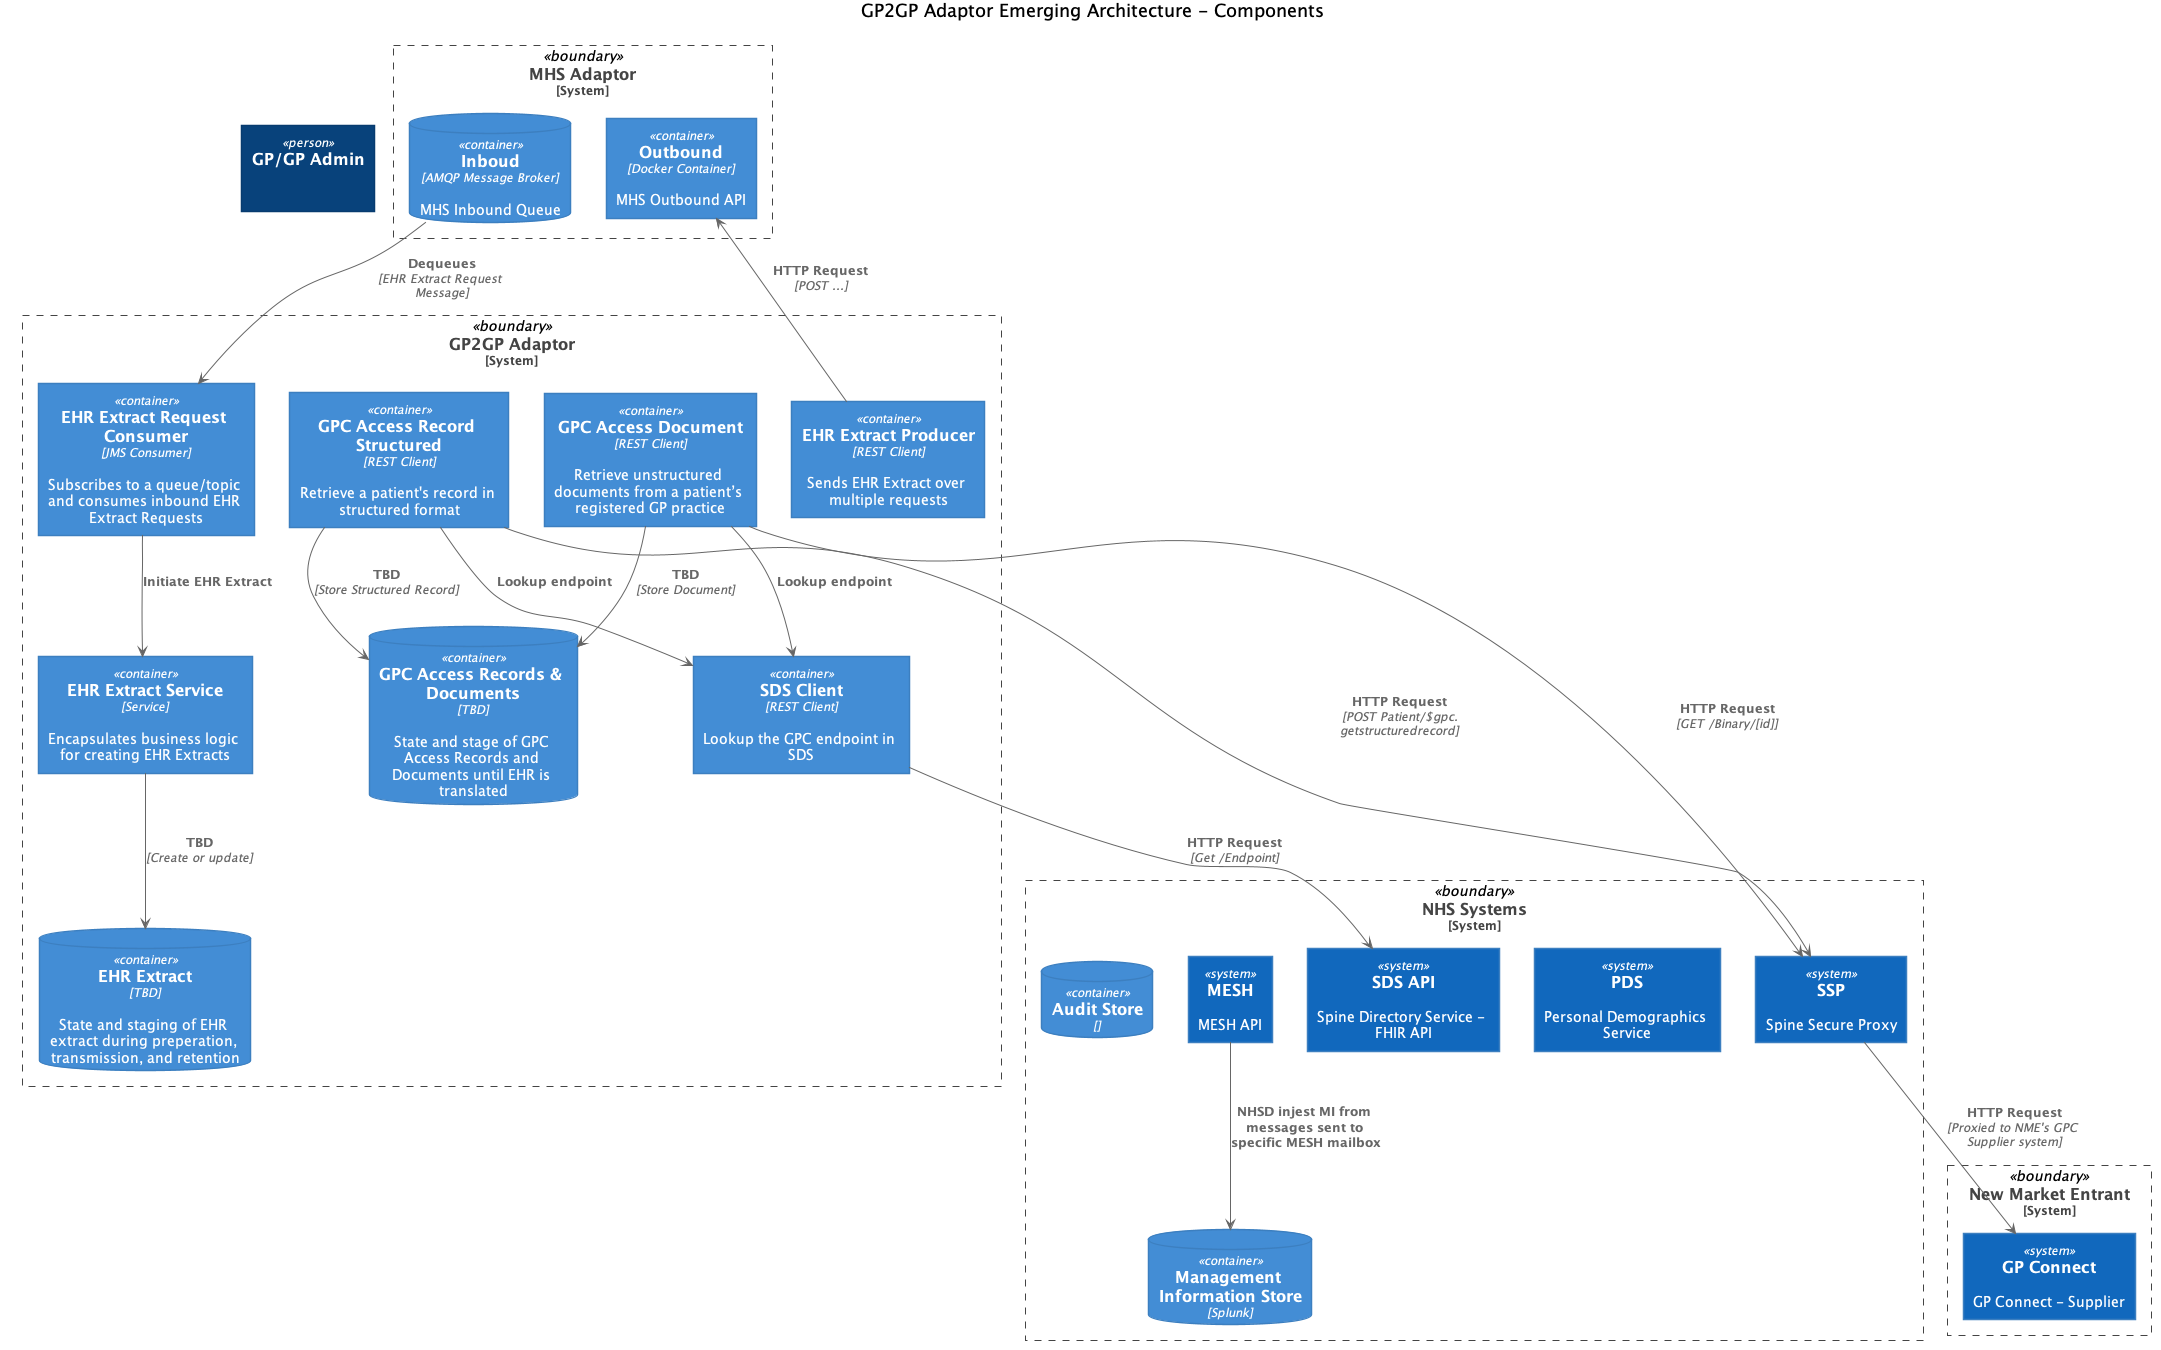 GP2GP Adaptor Emerging Architecture - Components
«boundary»
MHS Adaptor
[System]
«person»
GP/GP Admin
«container»
Inboud
[AMQP Message Broker]
MHS Inbound Queue
«container»
Outbound
[Docker Container]
MHS Outbound API
Dequeues
[EHR Extract Request
Message]
HTTP Request
[POST ...]
«boundary»
GP2GP Adaptor
[System]
«container»
EHR Extract Request
Consumer
[JMS Consumer]
Subscribes to a queue/topic
and consumes inbound EHR
Extract Requests
«container»
GPC Access Record
Structured
[REST Client]
Retrieve a patient's record in
structured format
«container»
GPC Access Document
[REST Client]
Retrieve unstructured
documents from a patient's
registered GP practice
«container»
EHR Extract Producer
[REST Client]
Sends EHR Extract over
multiple requests
Initiate EHR Extract
TBD
[Store Structured Record]
Lookup endpoint
TBD
[Store Document]
Lookup endpoint
«container»
EHR Extract Service
[Service]
Encapsulates business logic
for creating EHR Extracts
«container»
GPC Access Records &
Documents
[TBD]
State and stage of GPC
Access Records and
Documents until EHR is
translated
«container»
SDS Client
[REST Client]
Lookup the GPC endpoint in
SDS
HTTP Request
[POST Patient/$gpc.
getstructuredrecord]
HTTP Request
[GET /Binary/[id]]
TBD
[Create or update]
HTTP Request
[Get /Endpoint]
«container»
EHR Extract
[TBD]
State and staging of EHR
extract during preperation,
transmission, and retention
«boundary»
NHS Systems
[System]
«container»
Audit Store
[]
«system»
MESH
MESH API
«system»
SDS API
Spine Directory Service -
FHIR API
«system»
PDS
Personal Demographics
Service
«system»
SSP
Spine Secure Proxy
NHSD injest MI from
messages sent to
specific MESH mailbox
HTTP Request
[Proxied to NME's GPC
Supplier system]
«container»
Management
Information Store
[Splunk]
«boundary»
New Market Entrant
[System]
«system»
GP Connect
GP Connect - Supplier